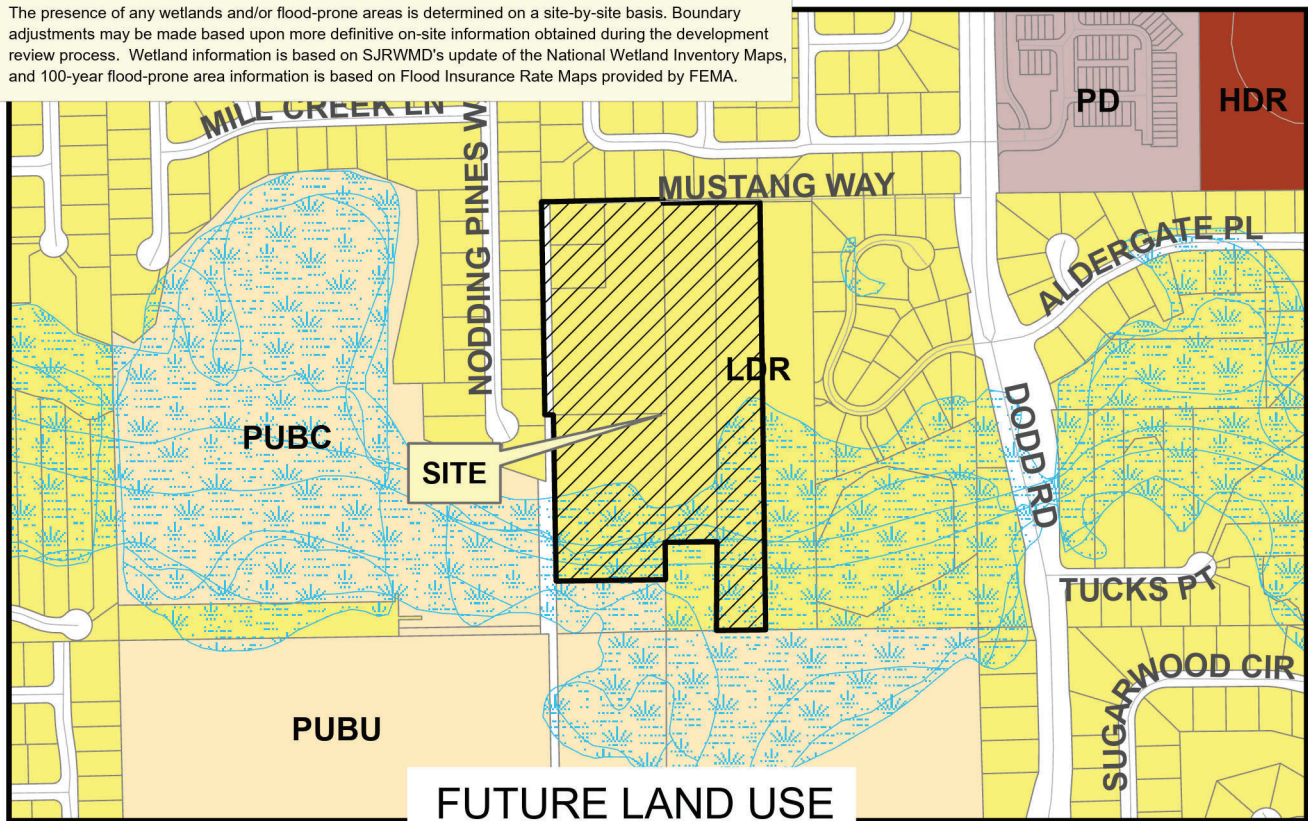 The presence of any wetlands and/or flood-prone areas is determined on a site-by-site basis. Boundary
adjustments may be made based upon more definitive on-site information obtained during the development
review process.  Wetland information is based on SJRWMD's update of the National Wetland Inventory Maps,
and 100-year flood-prone area information is based on Flood Insurance Rate Maps provided by FEMA.
PD
HDR
MILL CREEK LN
NODDING PINES W
MUSTANG WAY
ALDERGATE PL
LDR
PUBC
SITE
DODD RD
TUCKS PT
SUGARWOOD CIR
PUBU
FUTURE LAND USE